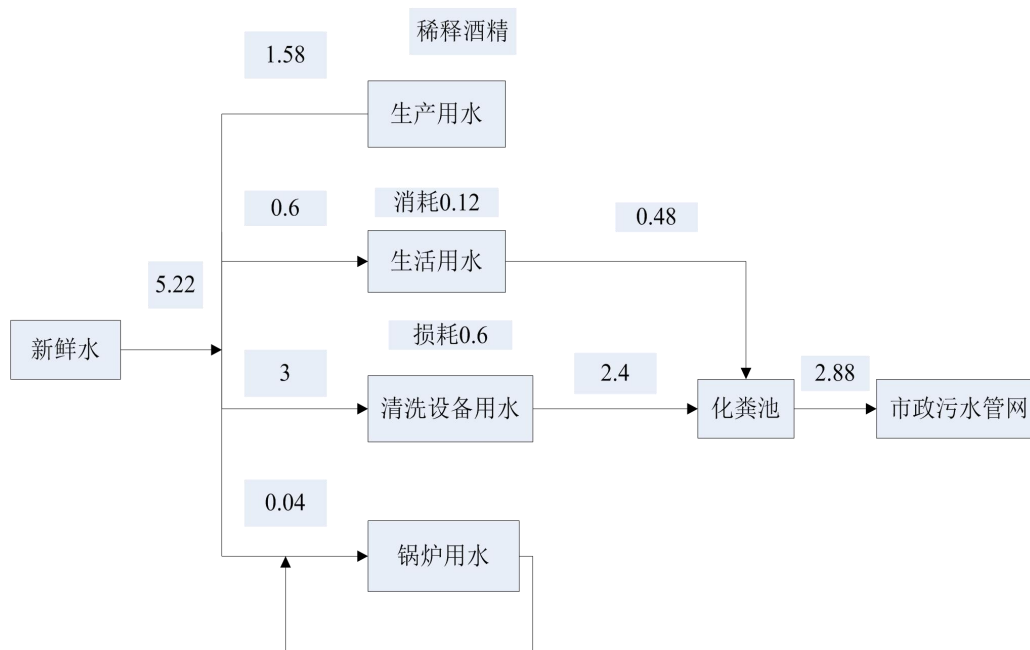 稀释酒精
1.58
生产用水
0.6
消耗0.12
0.48
生活用水
5.22
新鲜水
损耗0.6
3
2.4
2.88
清洗设备用水
化粪池
市政污水管网
0.04
锅炉用水